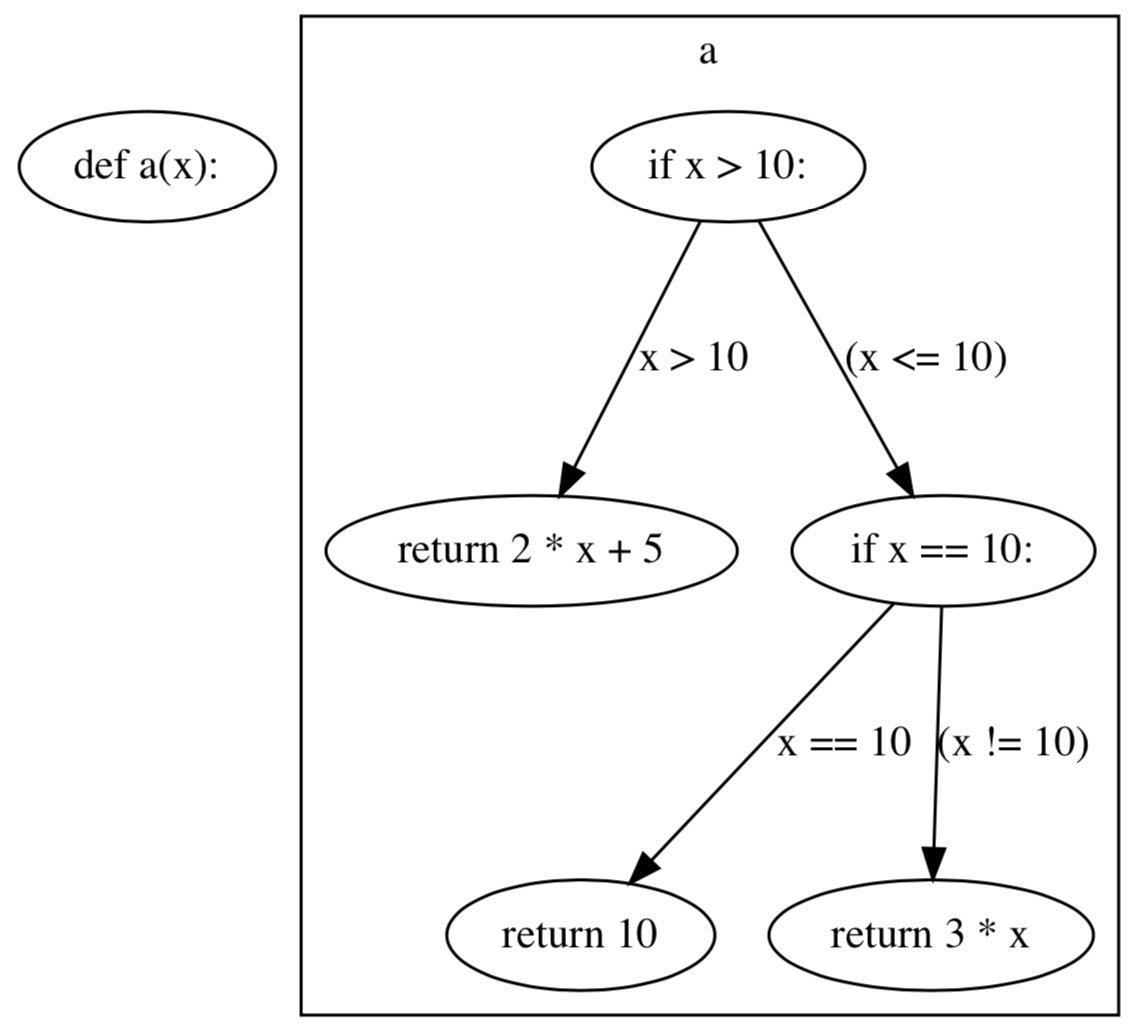 a
def a(x):
if x > 10:
x > 10
(x <= 10)
return 2 * x + 5
if x == 10:
x == 10
(x != 10)
return 10
return 3 * x